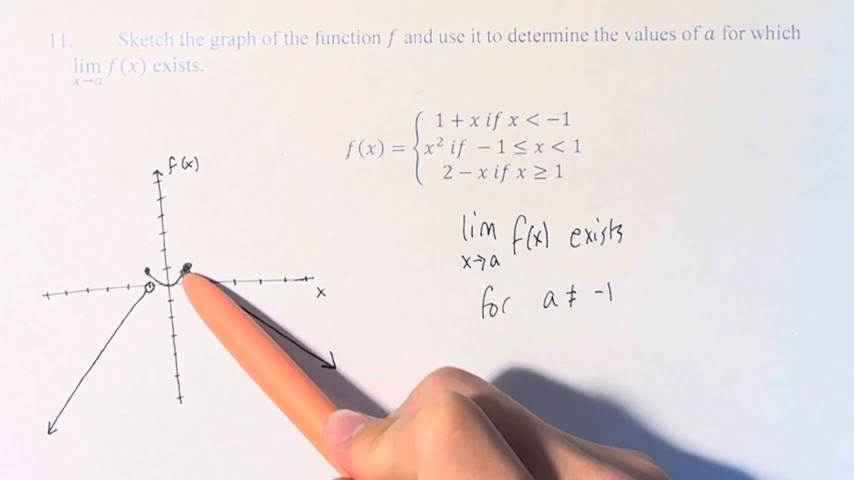 11. Sketch the graph of the function f and use it to determine the values of a for which
lim f(x) exists.
x→a
1 + x if x < −1
f(x) = { x² if − 1 ≤ x < 1
2 − x if x ≥ 1
f(x)
lim f(x) exists
x→a
x
for a ≠ -1